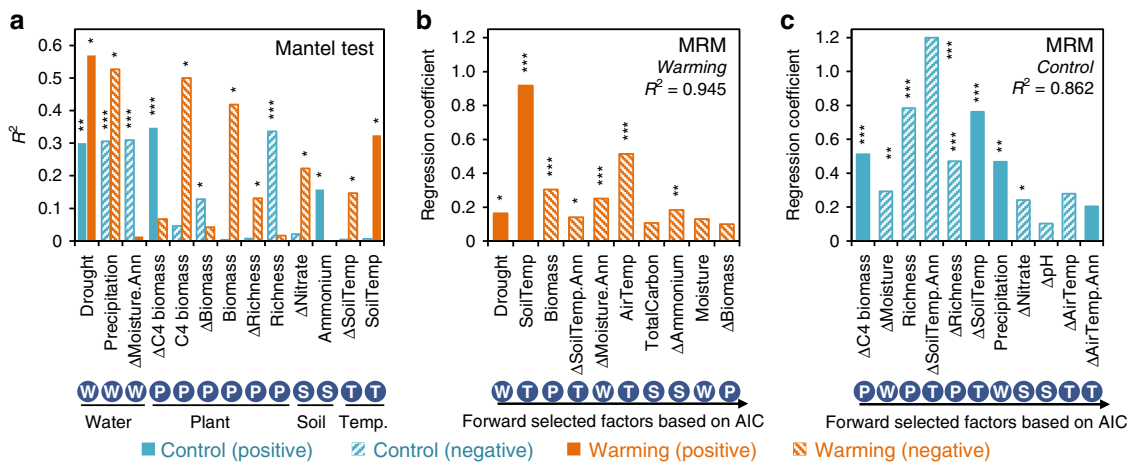 a
Mantel test
R²
0.6
0.5
0.4
0.3
0.2
0.1
0
** * *** * *** *** * * * *** * * * *
Drought
Precipitation
ΔMoisture.Ann
ΔC4 biomass
C4 biomass
ΔBiomass
Biomass
ΔRichness
Richness
ΔNitrate
Ammonium
ΔSoilTemp
SoilTemp
W W W P P P P P P S S T T
Water Plant Soil Temp.
b
MRM
Warming
R² = 0.945
Regression coefficient
1.2
1.0
0.8
0.6
0.4
0.2
0
* *** *** * *** *** **
Drought
SoilTemp
Biomass
ΔSoilTemp.Ann
ΔMoisture.Ann
AirTemp
TotalCarbon
ΔAmmonium
Moisture
ΔBiomass
W T P T W T S S W P
Forward selected factors based on AIC
c
MRM
Control
R² = 0.862
Regression coefficient
1.2
1.0
0.8
0.6
0.4
0.2
0
*** ** *** *** *** *** ** *
ΔC4 biomass
ΔMoisture
Richness
ΔSoilTemp.Ann
ΔRichness
ΔSoilTemp
Precipitation
ΔNitrate
ΔpH
ΔAirTemp
ΔAirTemp.Ann
P W P T P T W S S T T
Forward selected factors based on AIC
Control (positive) Control (negative) Warming (positive) Warming (negative)